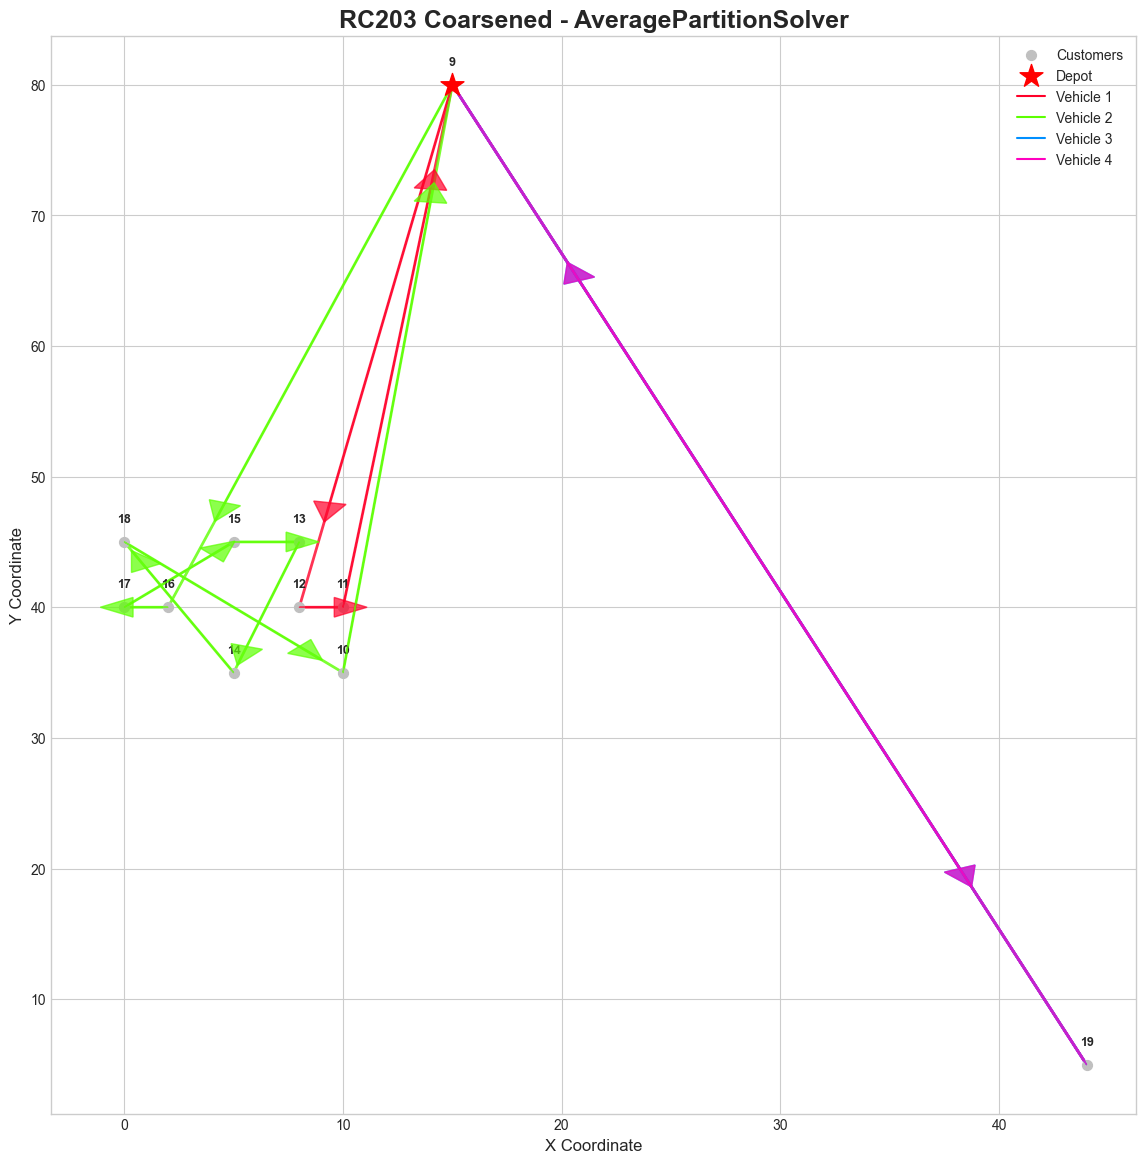 RC203 Coarsened - AveragePartitionSolver
9
Customers
Depot
Vehicle 1
Vehicle 2
Vehicle 3
Vehicle 4
80
70
60
50
40
30
20
10
Y Coordinate
18
15
13
17
16
12
11
14
10
19
0
10
20
30
40
X Coordinate